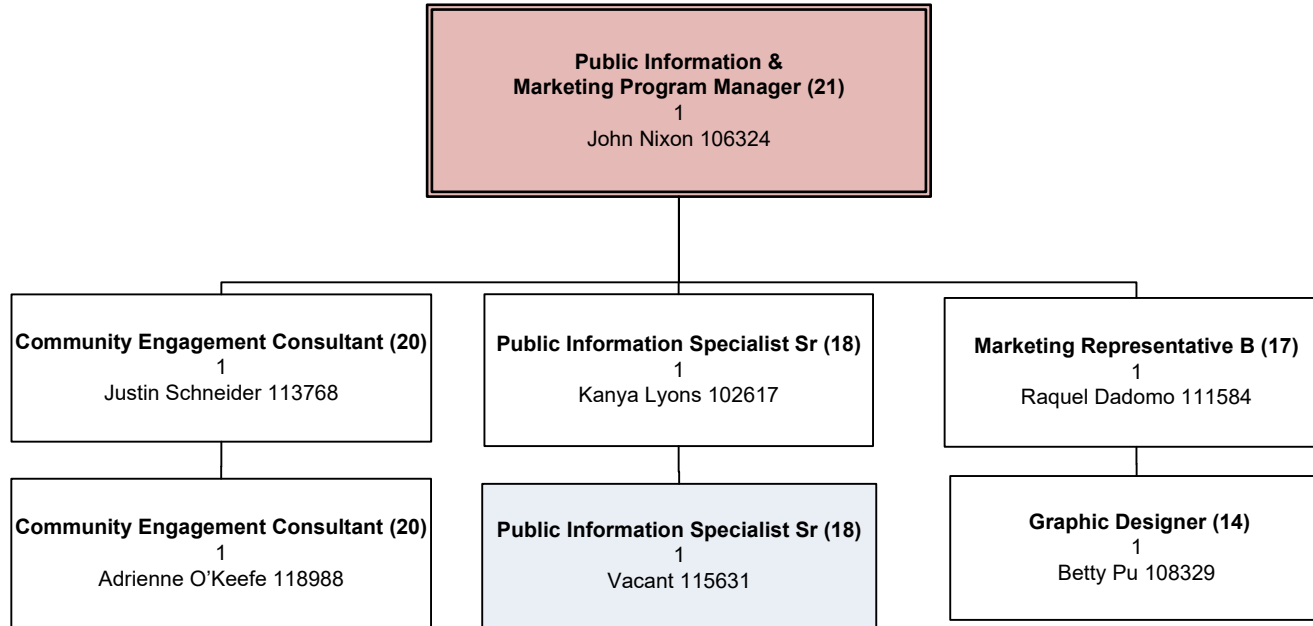 Public Information &
Marketing Program Manager (21)
1
John Nixon 106324
Community Engagement Consultant (20)
1
Justin Schneider 113768
Public Information Specialist Sr (18)
1
Kanya Lyons 102617
Marketing Representative B (17)
1
Raquel Dadomo 111584
Community Engagement Consultant (20)
1
Adrienne O’Keefe 118988
Public Information Specialist Sr (18)
1
Vacant 115631
Graphic Designer (14)
1
Betty Pu 108329